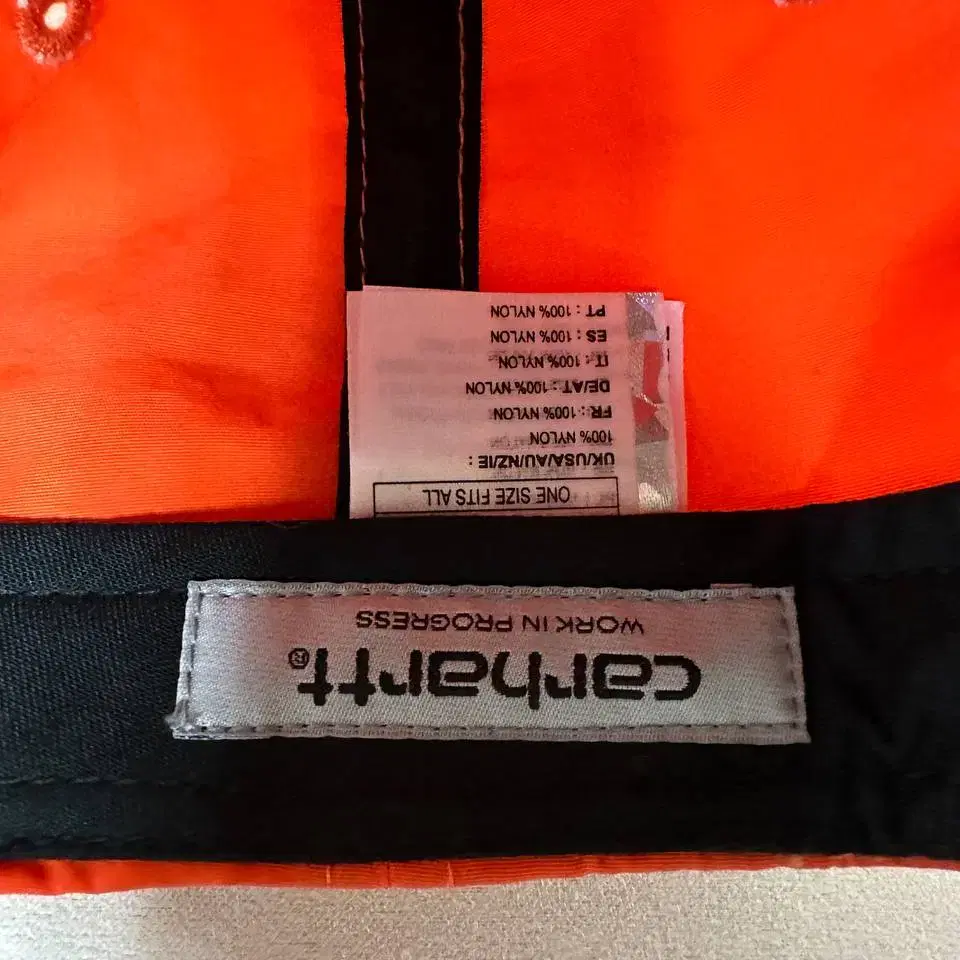 carhartt®
WORK IN PROGRESS
ONE SIZE FITS ALL
UK/USA/AU/NZ/IE :
100% NYLON
FR : 100% NYLON
DE/AT : 100% NYLON
IT : 100% NYLON
ES : 100% NYLON
PT : 100% NYLON